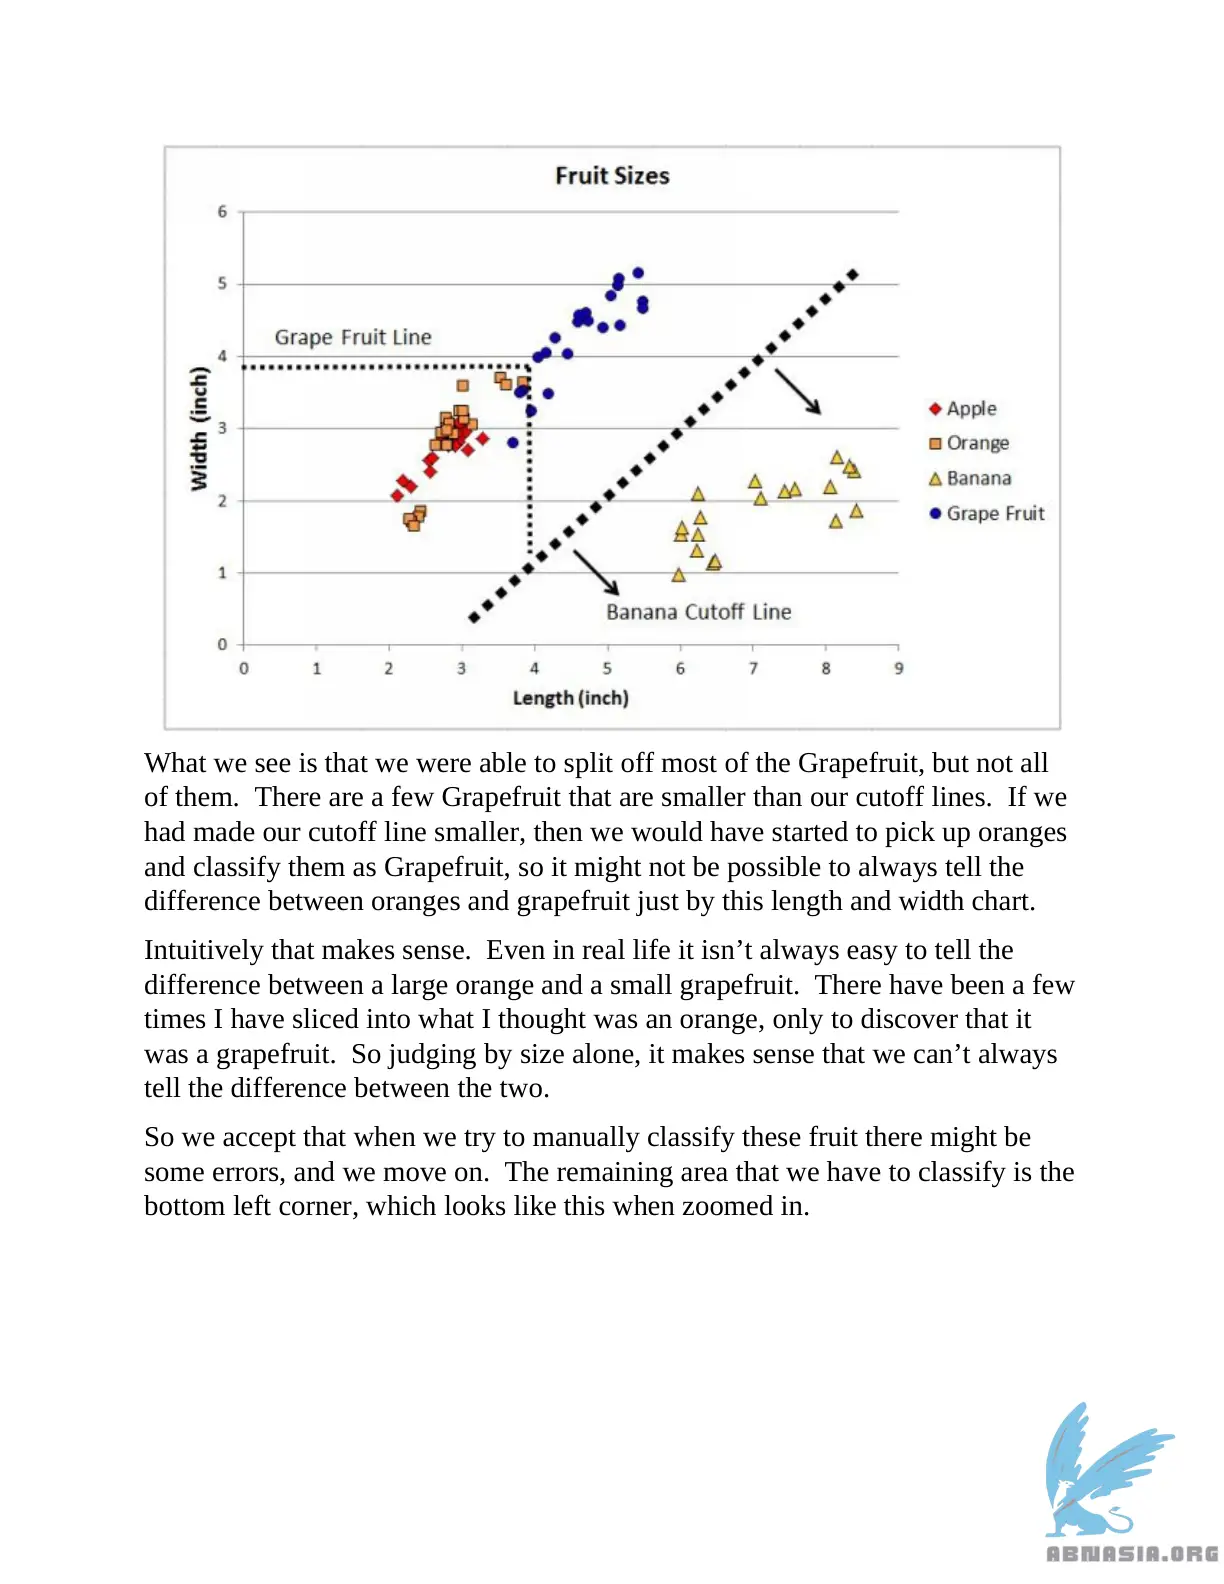 Fruit Sizes
6
5
4
3
2
1
0
Width (inch)
Grape Fruit Line
Apple
Orange
Banana
Grape Fruit
Banana Cutoff Line
0 1 2 3 4 5 6 7 8 9
Length (inch)
What we see is that we were able to split off most of the Grapefruit, but not all
of them.  There are a few Grapefruit that are smaller than our cutoff lines.  If we
had made our cutoff line smaller, then we would have started to pick up oranges
and classify them as Grapefruit, so it might not be possible to always tell the
difference between oranges and grapefruit just by this length and width chart.
Intuitively that makes sense.  Even in real life it isn’t always easy to tell the
difference between a large orange and a small grapefruit.  There have been a few
times I have sliced into what I thought was an orange, only to discover that it
was a grapefruit.  So judging by size alone, it makes sense that we can’t always
tell the difference between the two.
So we accept that when we try to manually classify these fruit there might be
some errors, and we move on.  The remaining area that we have to classify is the
bottom left corner, which looks like this when zoomed in.
ABNASIA.ORG